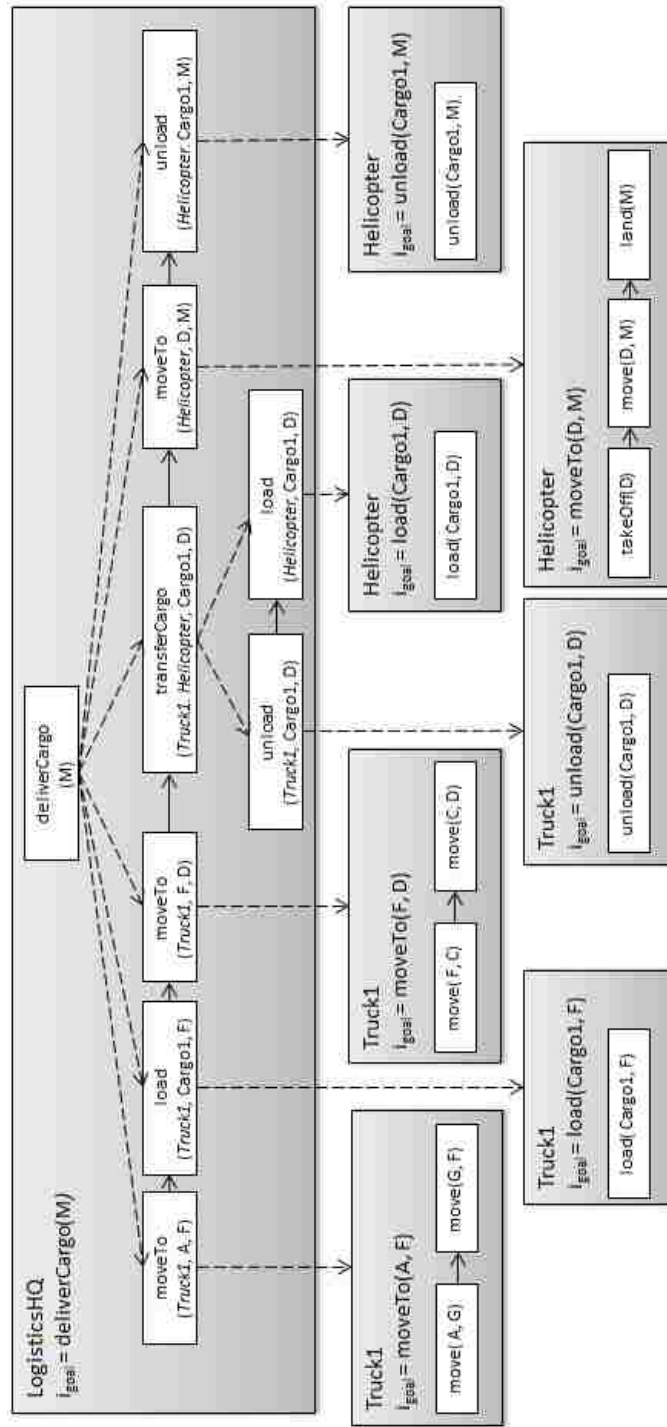 LogisticsHQ
i_goal = deliverCargo(M)
deliverCargo
(M)
moveTo
(Truck1, A, F)
load
(Truck1, Cargo1, F)
moveTo
(Truck1, F, D)
transferCargo
(Truck1, Helicopter, Cargo1, D)
moveTo
(Helicopter, D, M)
unload
(Helicopter, Cargo1, M)
unload
(Truck1, Cargo1, D)
load
(Helicopter, Cargo1, D)
Truck1
i_goal = moveTo(A, F)
move( A, G)
move(G, F)
Truck1
i_goal = moveTo(F, D)
move( F, C)
move(C, D)
Helicopter
i_goal = load(Cargo1, D)
load( Cargo1, D)
Helicopter
i_goal = unload(Cargo1, M)
unload( Cargo1, M)
Truck1
i_goal = load(Cargo1, F)
load( Cargo1, F)
Truck1
i_goal = unload(Cargo1, D)
unload( Cargo1, D)
Helicopter
i_goal = moveTo(D, M)
takeOff(D)
move( D, M)
land(M)